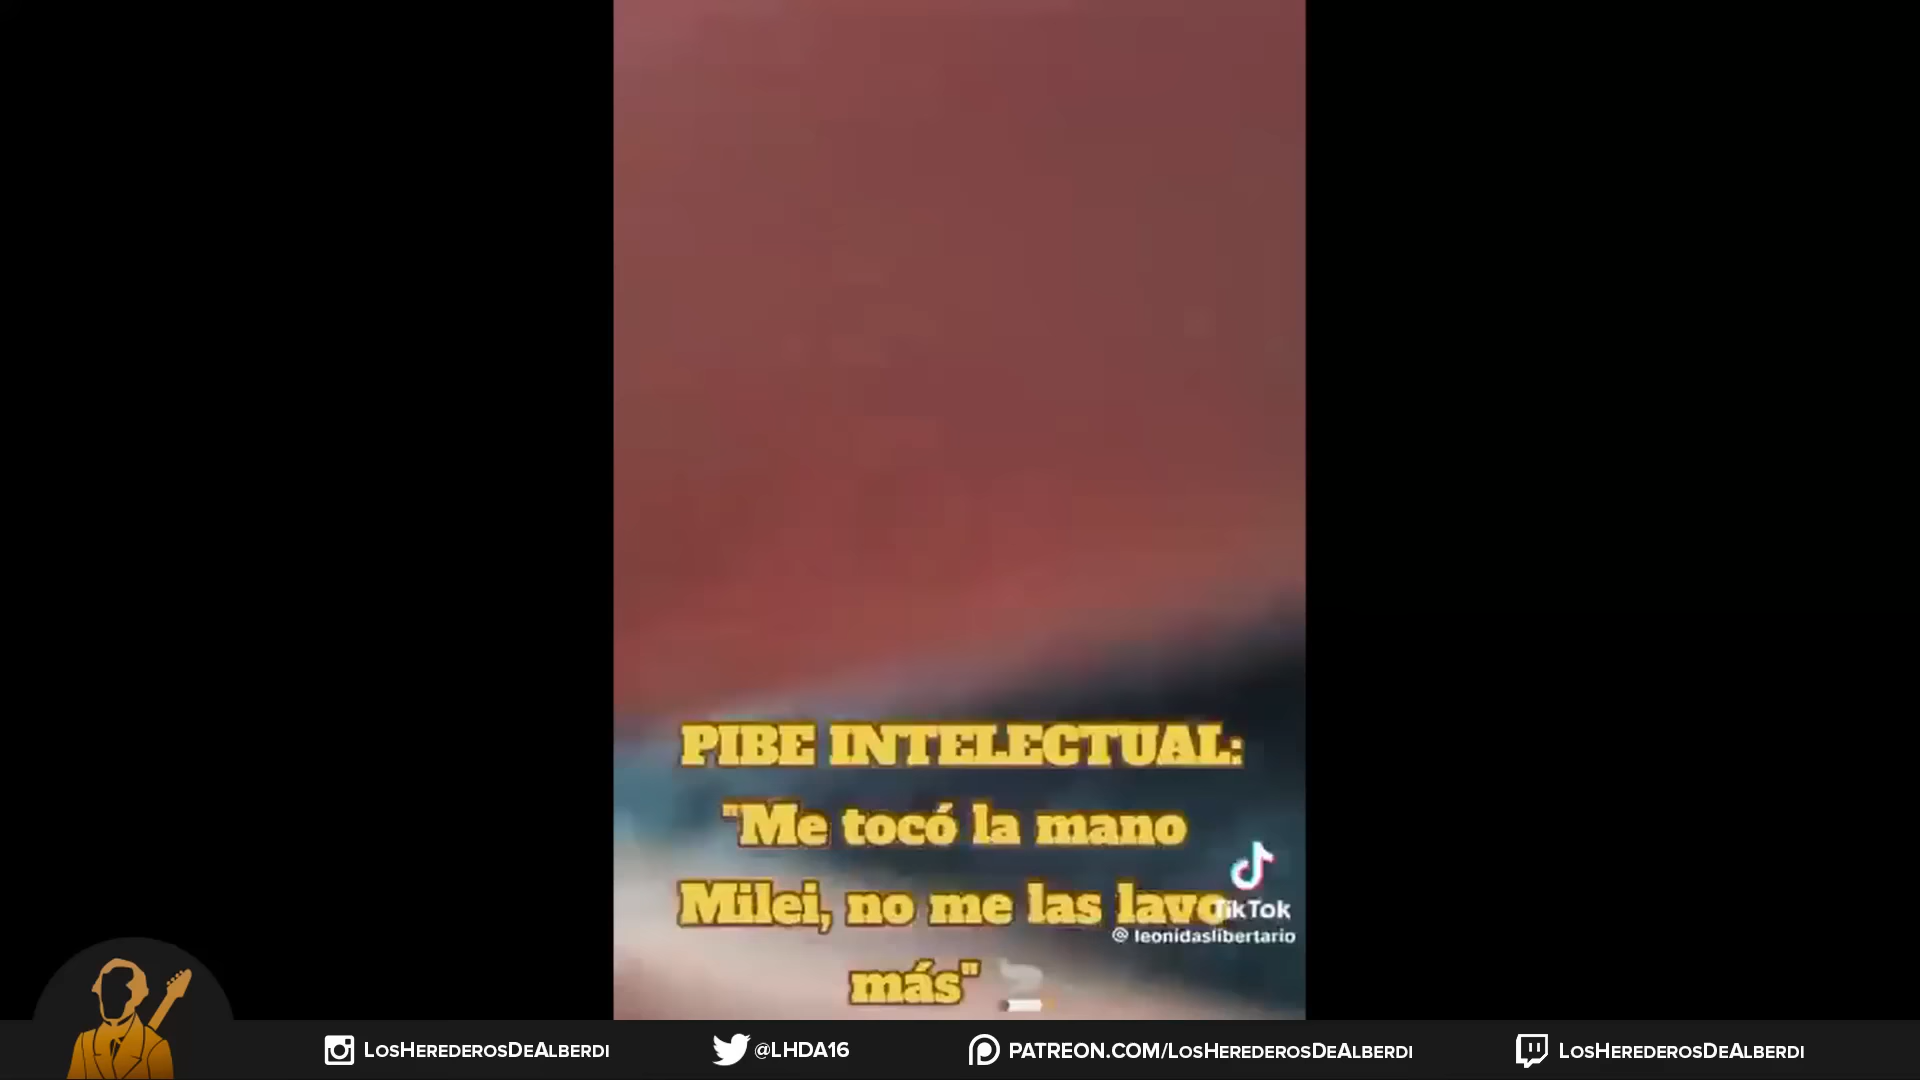 PIBE INTELECTUAL:
"Me tocó la mano
Milei, no me las lavo
más"
TikTok
@ leonidaslibertario
LosHerederosDeAlberdi
@LHDA16
PATREON.COM/LosHerederosDeAlberdi
LosHerederosDeAlberdi